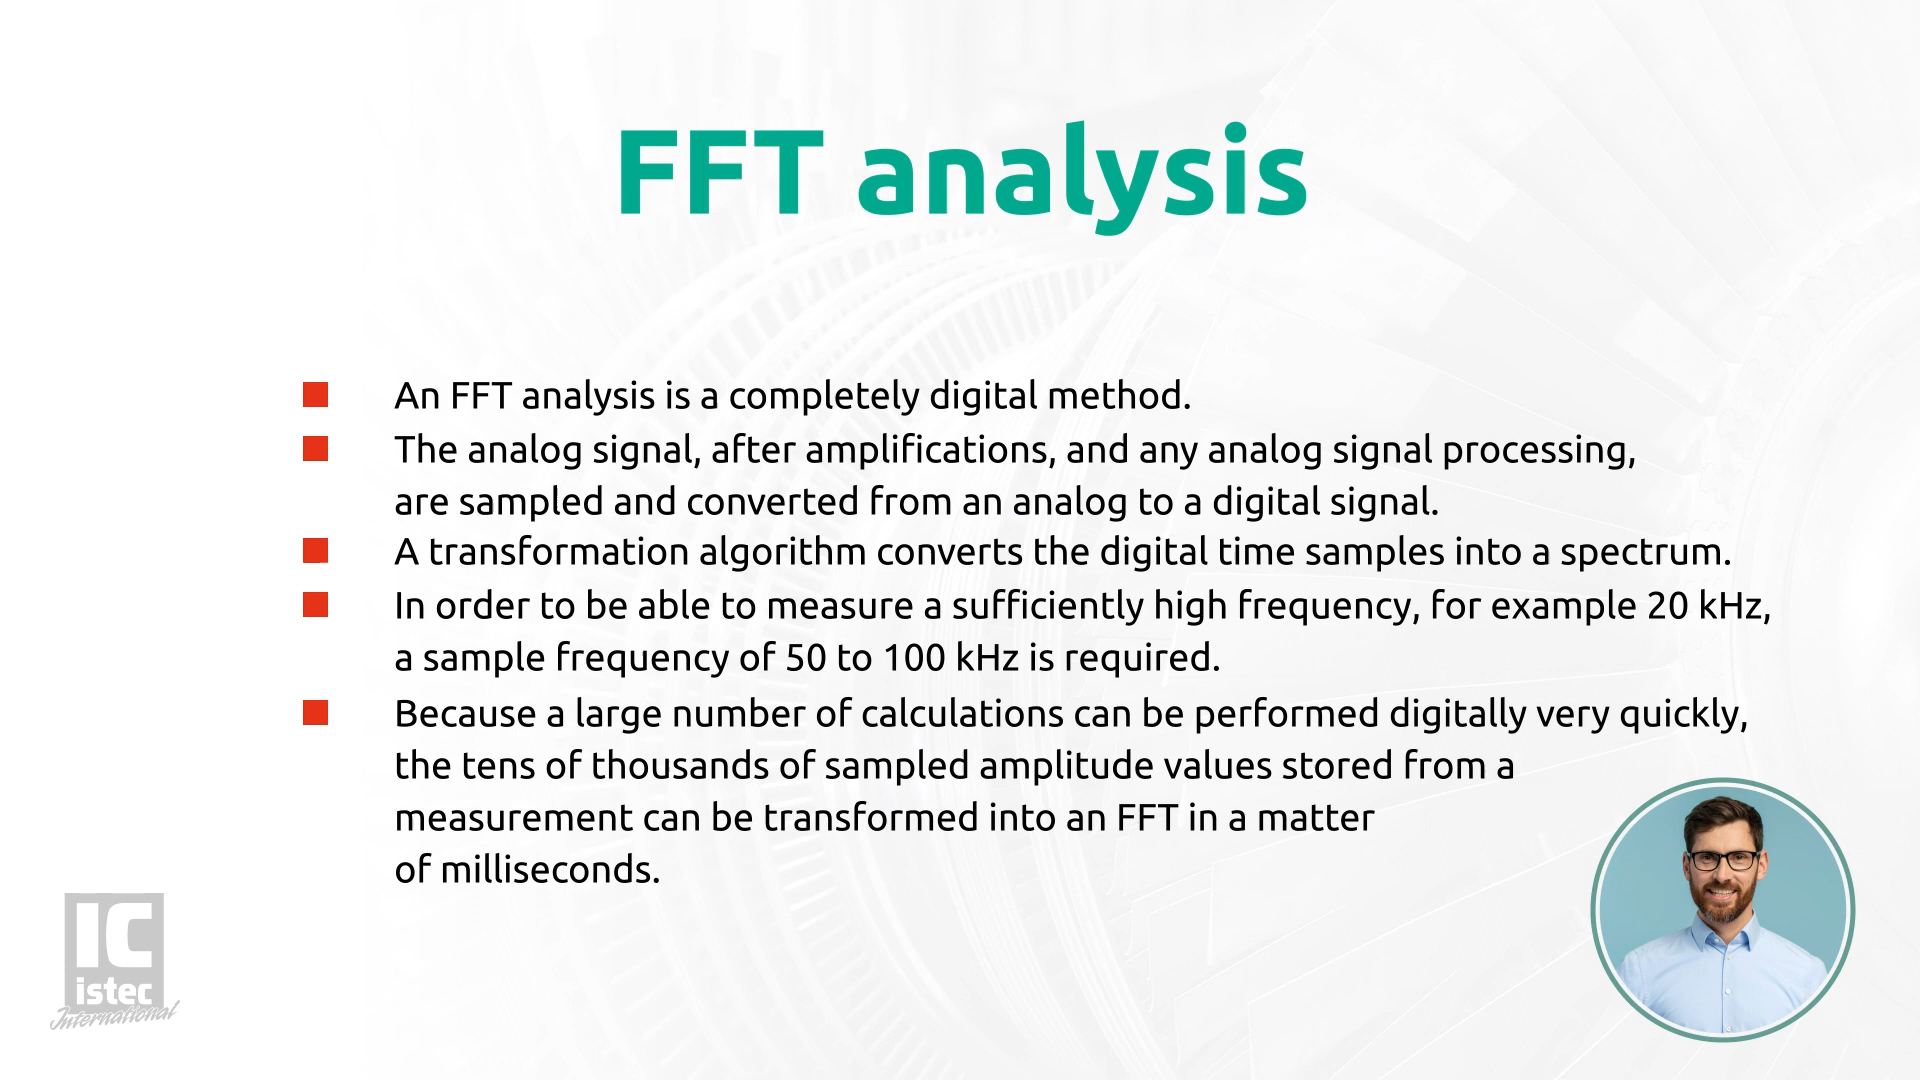 FFT analysis
An FFT analysis is a completely digital method.
The analog signal, after amplifications, and any analog signal processing,
are sampled and converted from an analog to a digital signal.
A transformation algorithm converts the digital time samples into a spectrum.
In order to be able to measure a sufficiently high frequency, for example 20 kHz,
a sample frequency of 50 to 100 kHz is required.
Because a large number of calculations can be performed digitally very quickly,
the tens of thousands of sampled amplitude values stored from a
measurement can be transformed into an FFT in a matter
of milliseconds.
IC
istec
International